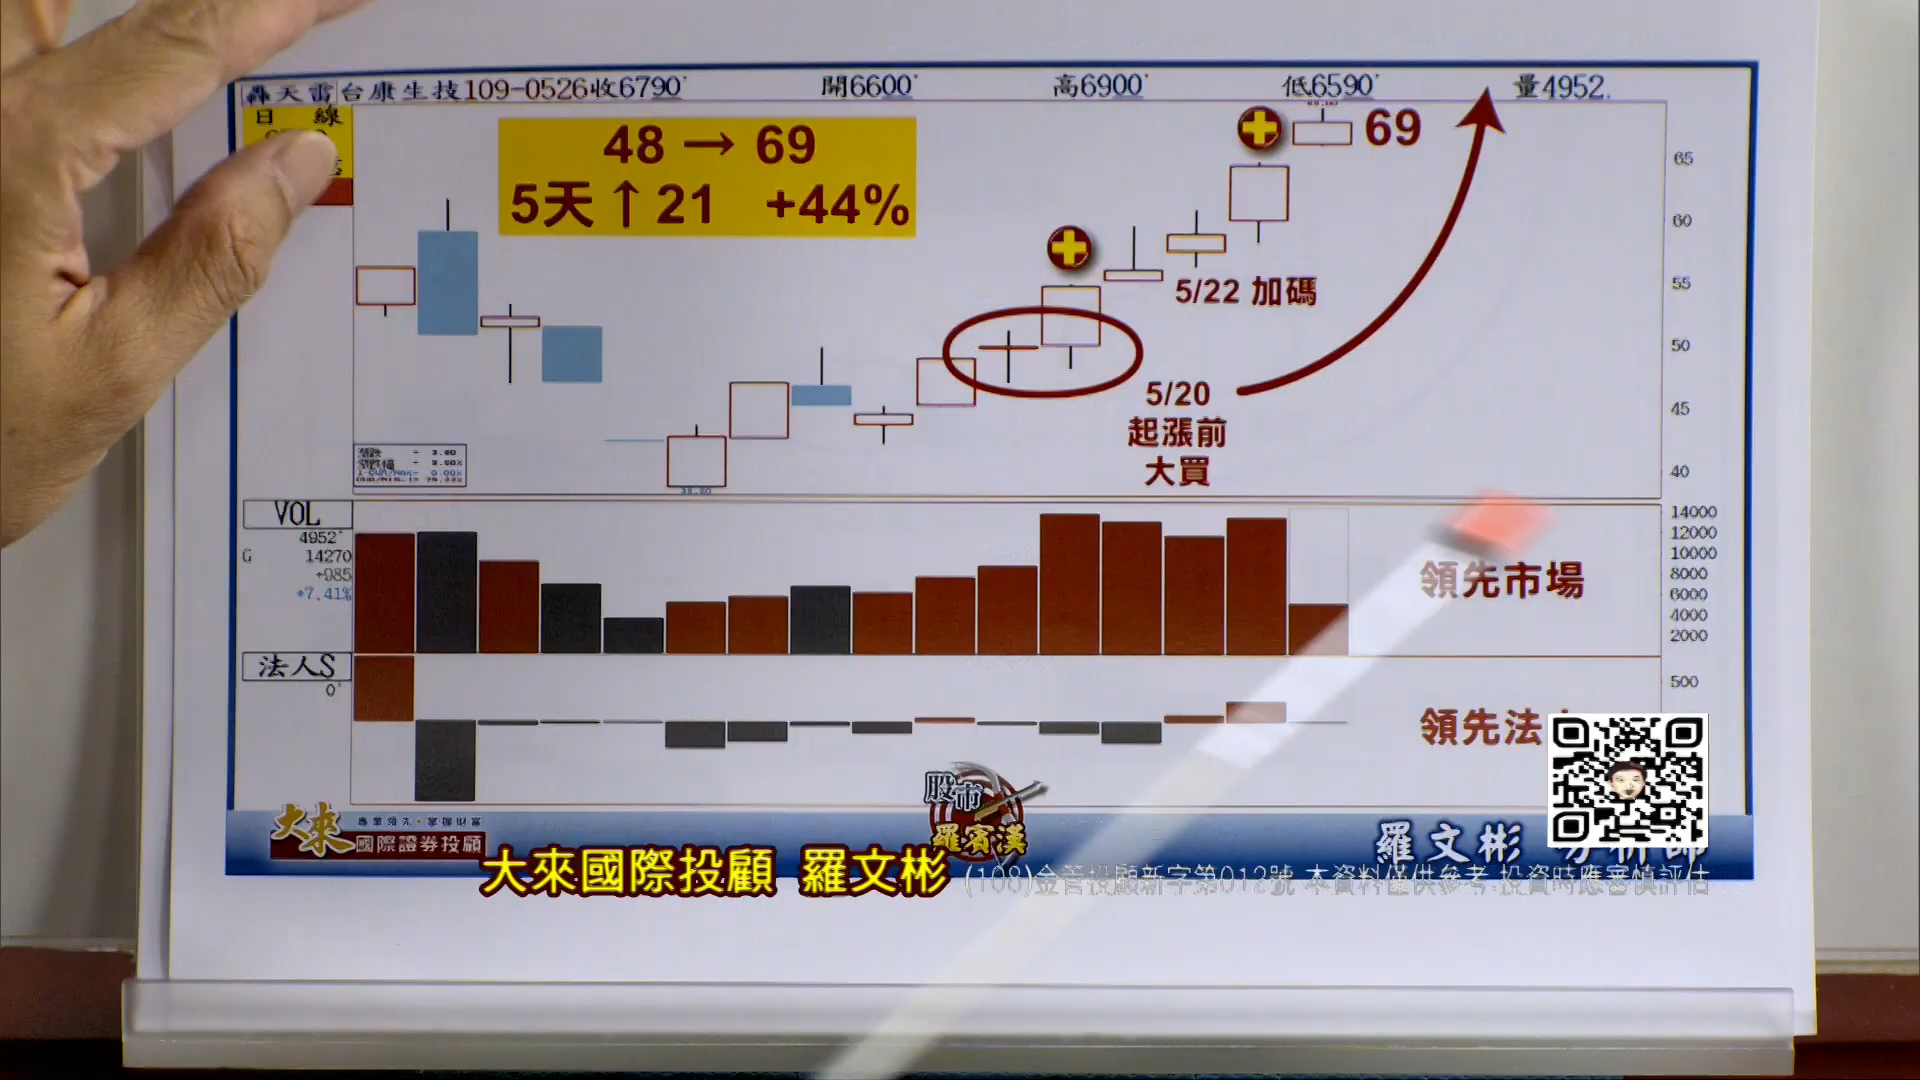 轟天雷 台康生技109-0526收6790 開6600 高6900 低6590 量4952
日 線
48 → 69
5天↑21 +44%
69
65
60
55
50
45
40
5/22 加碼
5/20
起漲前
大買
VOL
4952
G 14270
+985
+7.41%
14000
12000
10000
8000
6000
4000
2000
領先市場
法人S
0
500
領先法
股市
羅賓漢
大來
國際證券投顧
羅文彬 分析師
大來國際投顧 羅文彬
(108)金管投顧新字第012號 本資料僅供參考.投資時應審慎評估